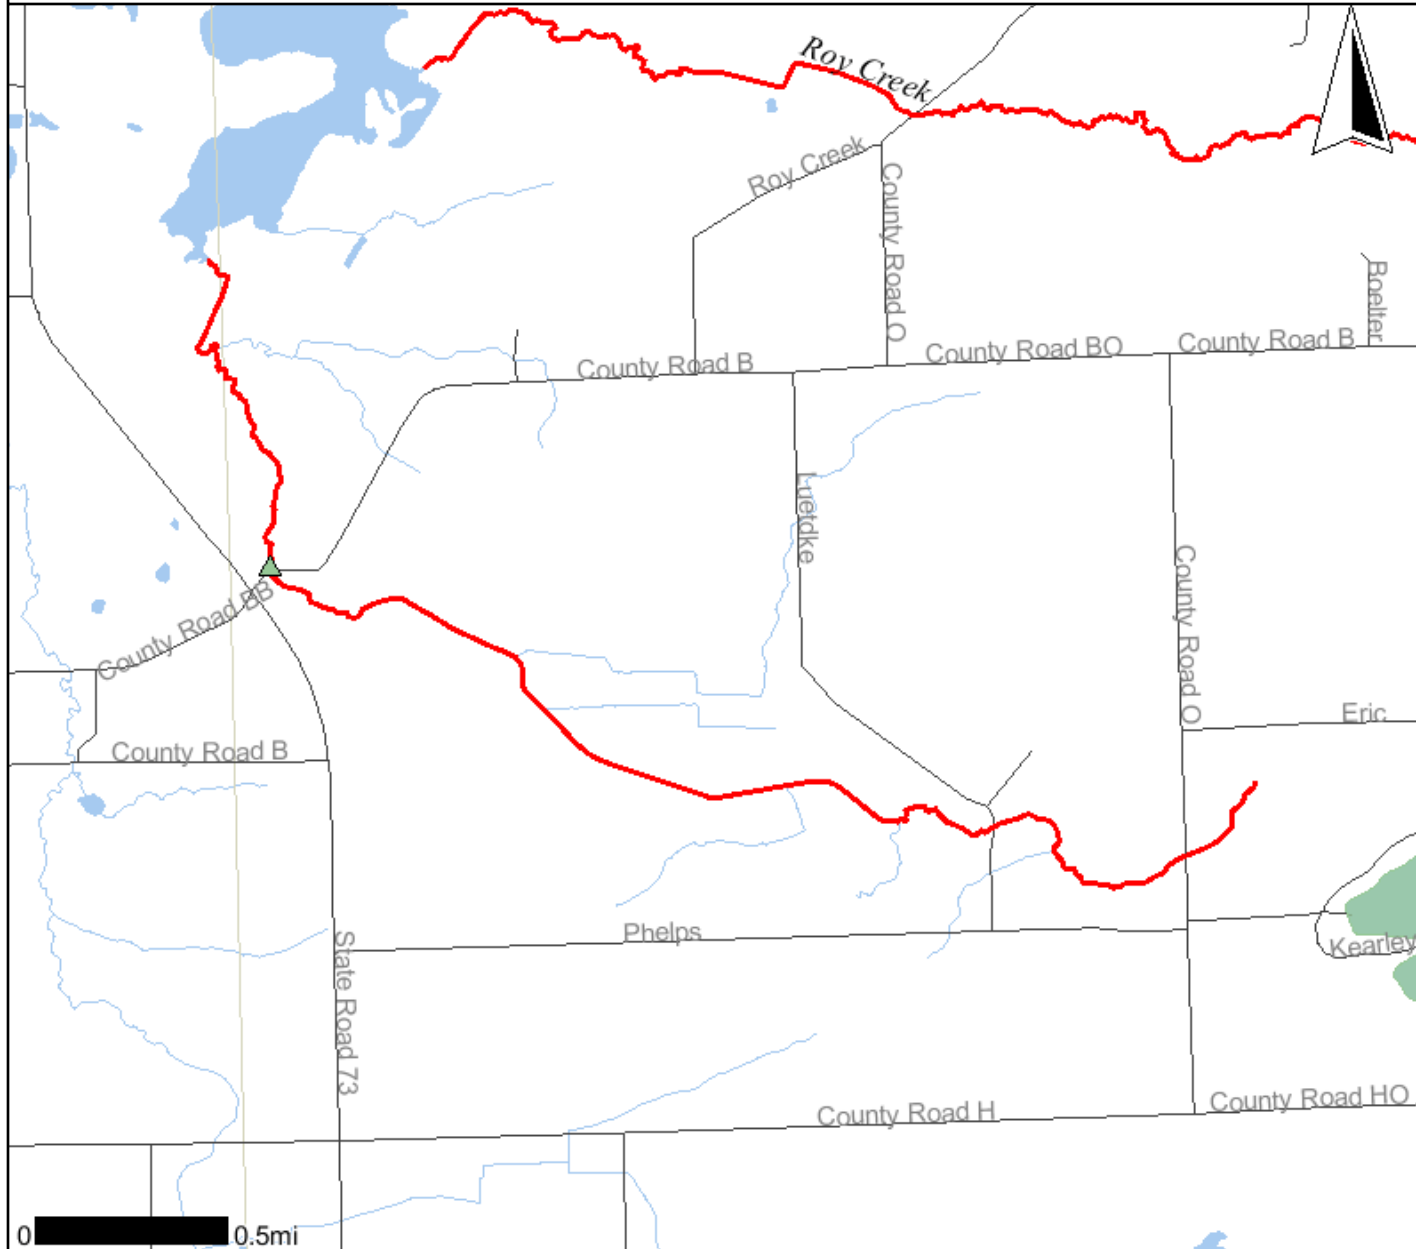 Roy Creek
Roy Creek
County Road O
Boelter
County Road B
County Road BO
County Road B
Luetdke
County Road O
County Road BB
Eric
County Road B
Phelps
Kearley
State Road 73
County Road H
County Road HO
0
0.5mi